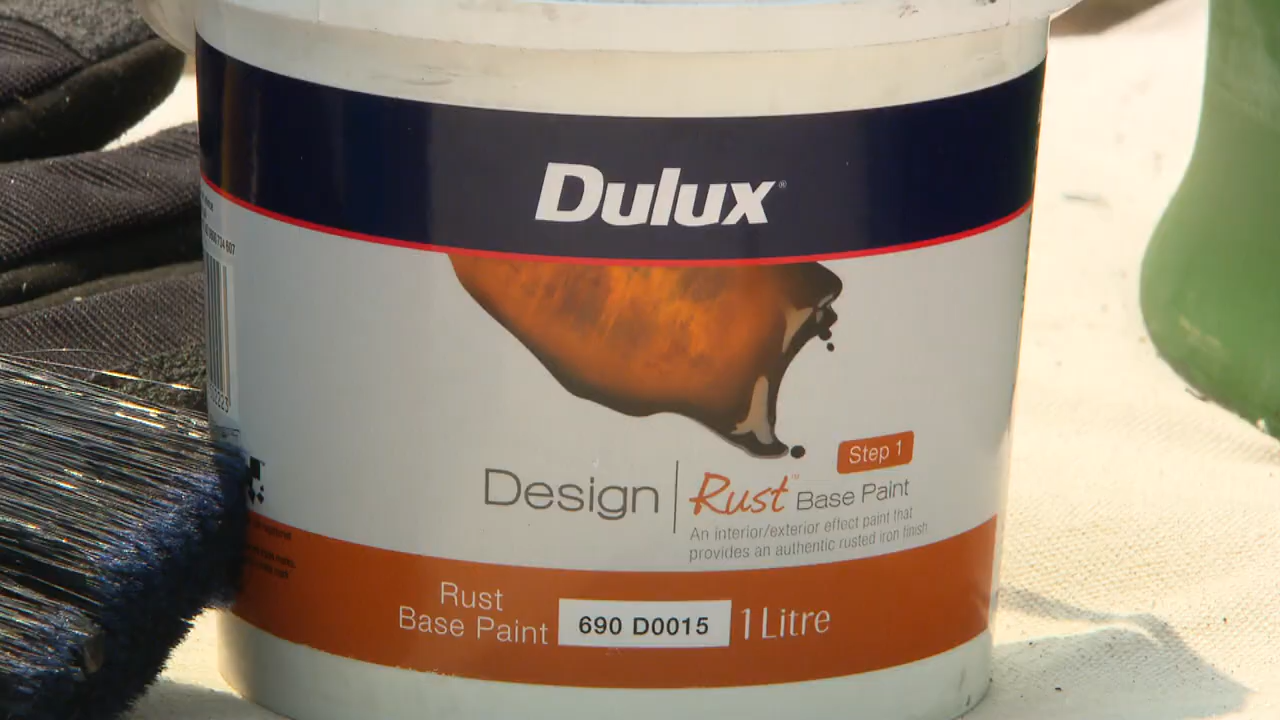 Dulux®
Step 1
Design Rust™ Base Paint
An interior/exterior effect paint that
provides an authentic rusted iron finish
Rust
Base Paint
690 D0015
1 Litre